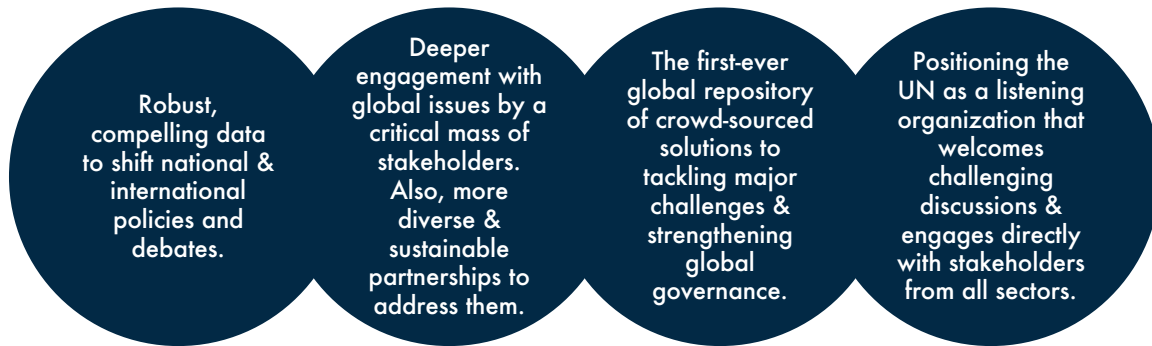 Robust,
compelling data
to shift national &
international
policies and
debates.
Deeper
engagement with
global issues by a
critical mass of
stakeholders.
Also, more
diverse &
sustainable
partnerships to
address them.
The first-ever
global repository
of crowd-sourced
solutions to
tackling major
challenges &
strengthening
global
governance.
Positioning the
UN as a listening
organization that
welcomes
challenging
discussions &
engages directly
with stakeholders
from all sectors.